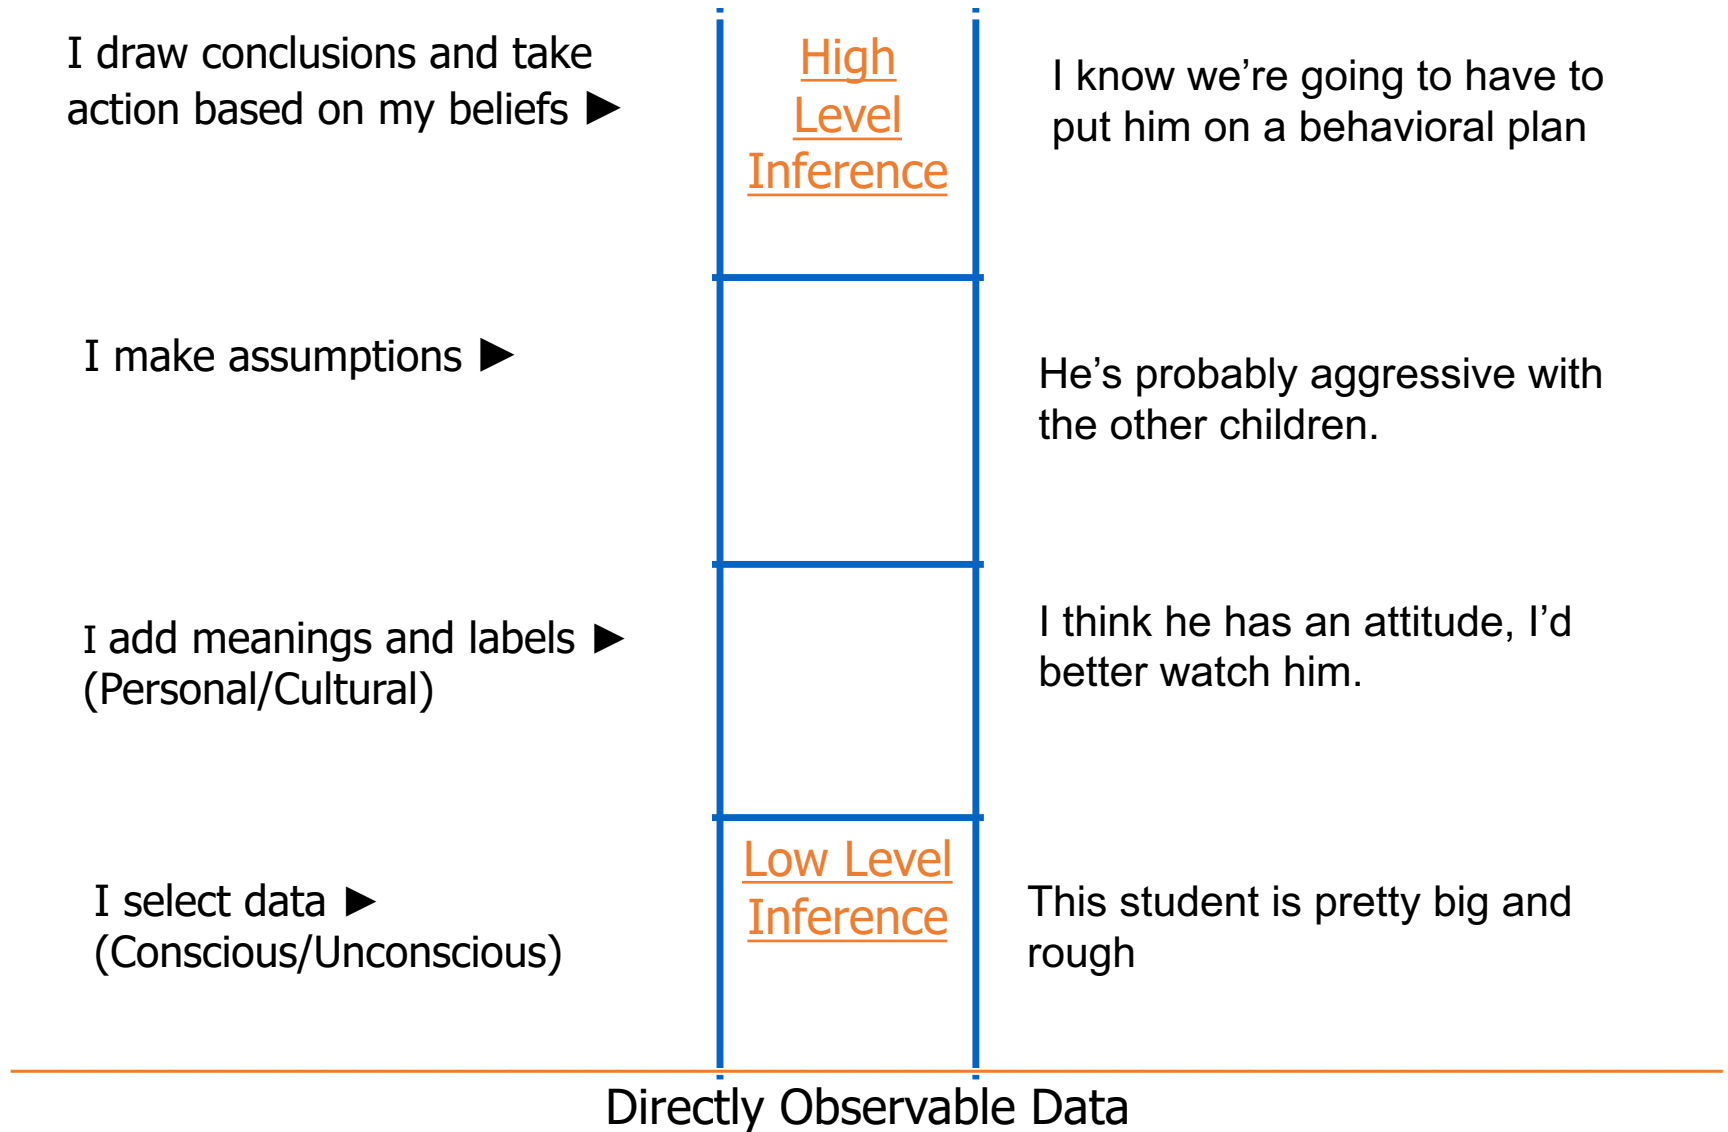 I draw conclusions and take
action based on my beliefs ►
High
Level
Inference
I know we’re going to have to
put him on a behavioral plan
I make assumptions ►
He’s probably aggressive with
the other children.
I add meanings and labels ►
(Personal/Cultural)
I think he has an attitude, I’d
better watch him.
I select data ►
(Conscious/Unconscious)
Low Level
Inference
This student is pretty big and
rough
Directly Observable Data